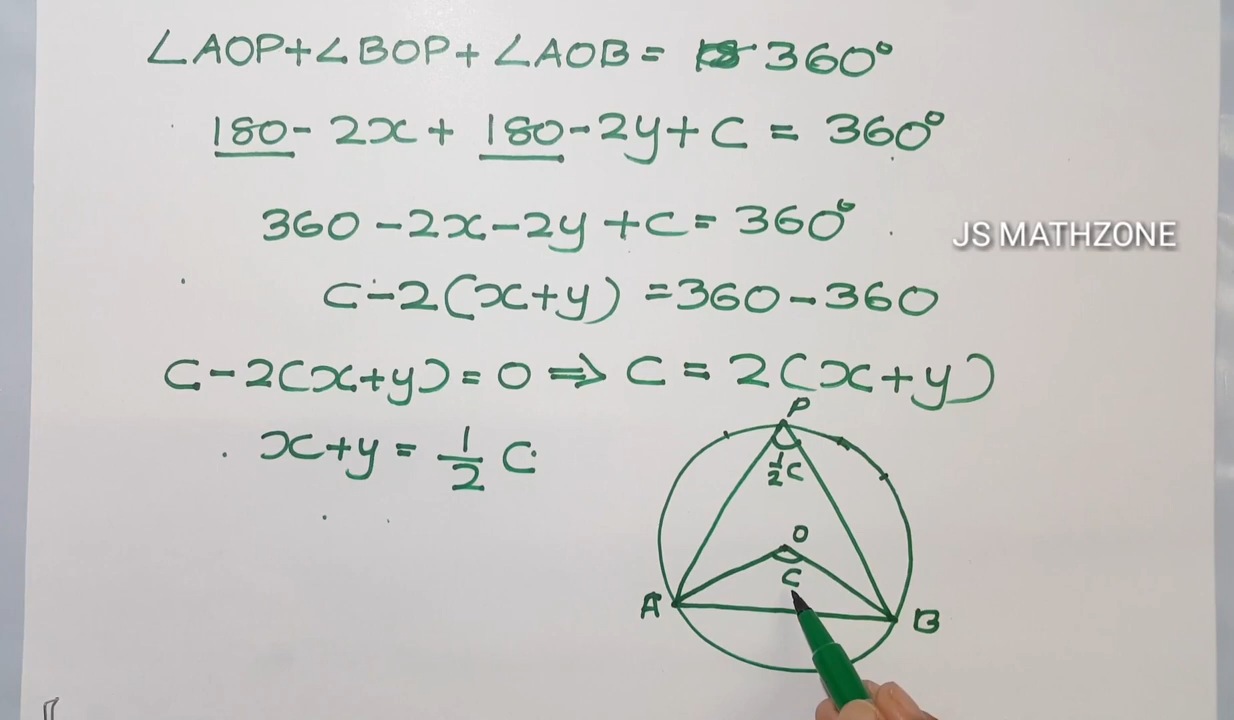 ∠AOP+∠BOP+∠AOB= 360°
180-2x+180-2y+C = 360°
360-2x-2y+C= 360°
JS MATHZONE
C-2(x+y) =360-360
C-2(x+y)=0 ⇒ C = 2(x+y)
x+y = 1/2 C
P
1/2 C
O
C
A
B